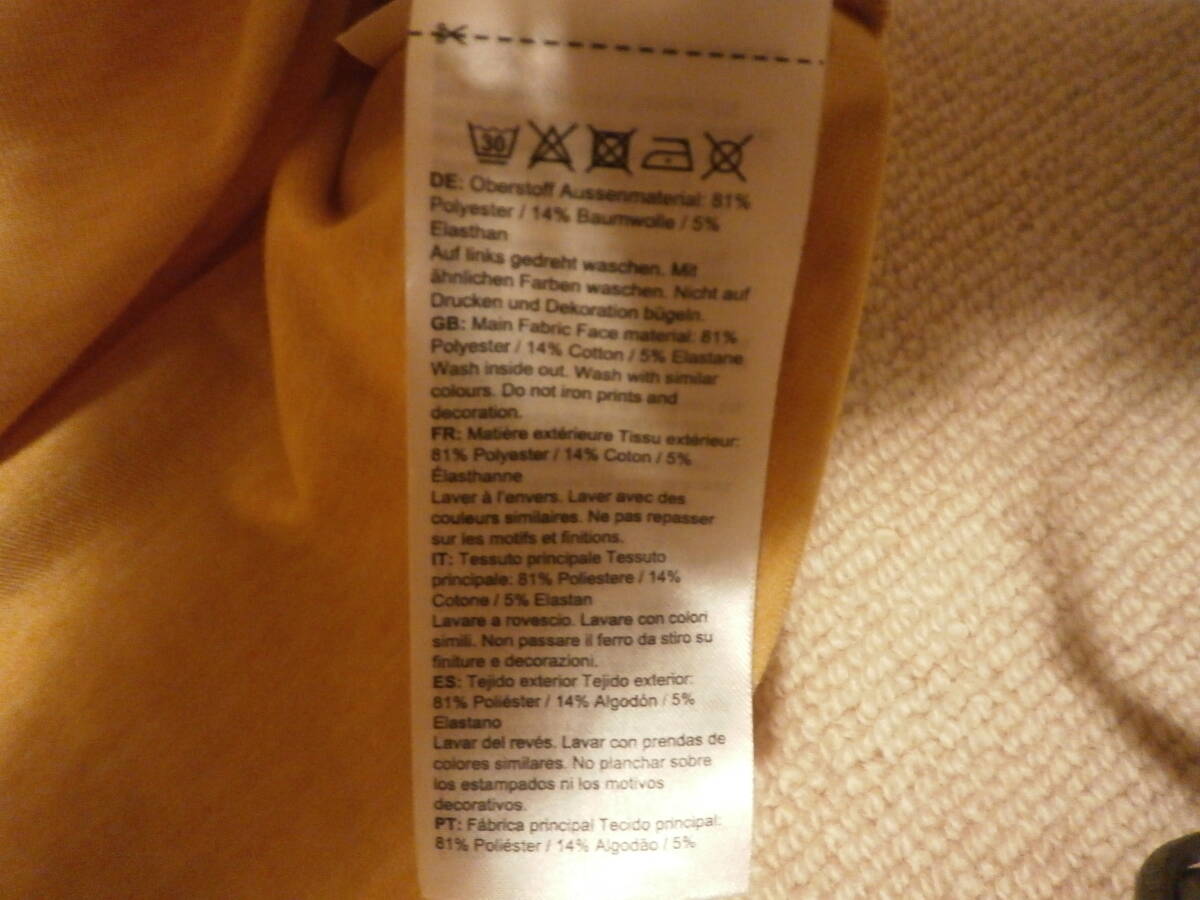 30
DE: Oberstoff Aussenmaterial: 81%
Polyester / 14% Baumwolle / 5%
Elasthan
Auf links gedreht waschen. Mit
ähnlichen Farben waschen. Nicht auf
Drucken und Dekoration bügeln.
GB: Main Fabric Face material: 81%
Polyester / 14% Cotton / 5% Elastane
Wash inside out. Wash with similar
colours. Do not iron prints and
decoration.
FR: Matière extérieure Tissu extérieur:
81% Polyester / 14% Coton / 5%
Élasthanne
Laver à l'envers. Laver avec des
couleurs similaires. Ne pas repasser
sur les motifs et finitions.
IT: Tessuto principale Tessuto
principale: 81% Poliestere / 14%
Cotone / 5% Elastan
Lavare a rovescio. Lavare con colori
simili. Non passare il ferro da stiro su
finiture e decorazioni.
ES: Tejido exterior Tejido exterior:
81% Poliéster / 14% Algodón / 5%
Elastano
Lavar del revés. Lavar con prendas de
colores similares. No planchar sobre
los estampados ni los motivos
decorativos.
PT: Fábrica principal Tecido principal:
81% Poliéster / 14% Algodão / 5%